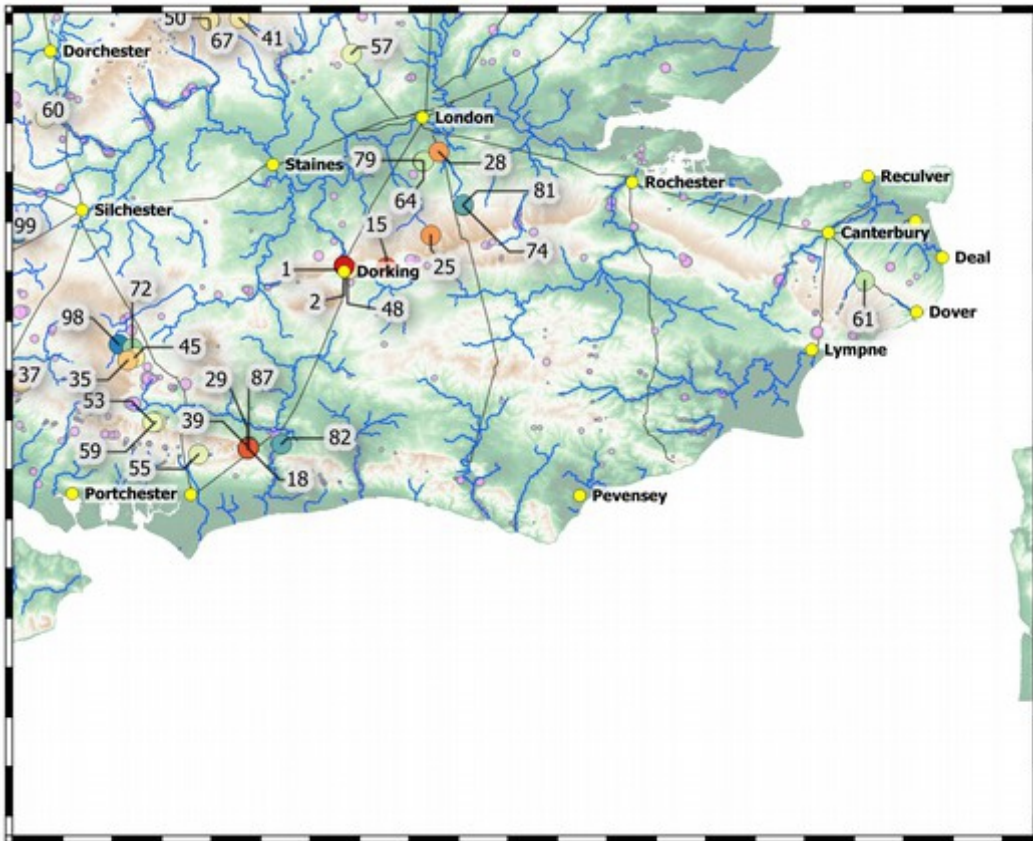 50
67
41
57
Dorchester
60
London
79
28
Staines
64
81
Rochester
Reculver
Silchester
99
15
74
Canterbury
25
Deal
1
Dorking
2
48
72
61
Dover
98
45
Lympne
37
35
29
87
53
39
59
82
55
18
Portchester
Pevensey